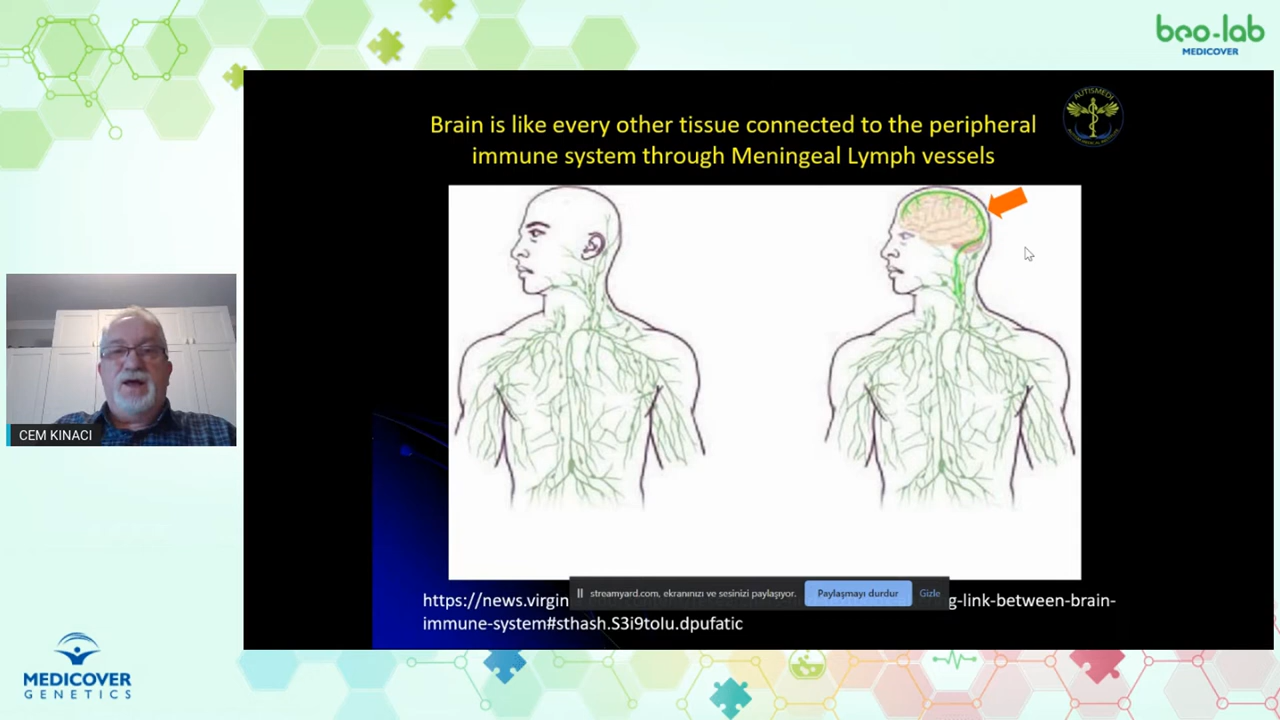 beo-lab
MEDICOVER
AUTISMEDI
Brain is like every other tissue connected to the peripheral
immune system through Meningeal Lymph vessels
CEM KINACI
streamyard.com, ekranınızı ve sesinizi paylaşıyor.
Paylaşmayı durdur
Gizle
https://news.virgin
g-link-between-brain-
immune-system#sthash.S3i9tolu.dpufatic
MEDICOVER
GENETICS